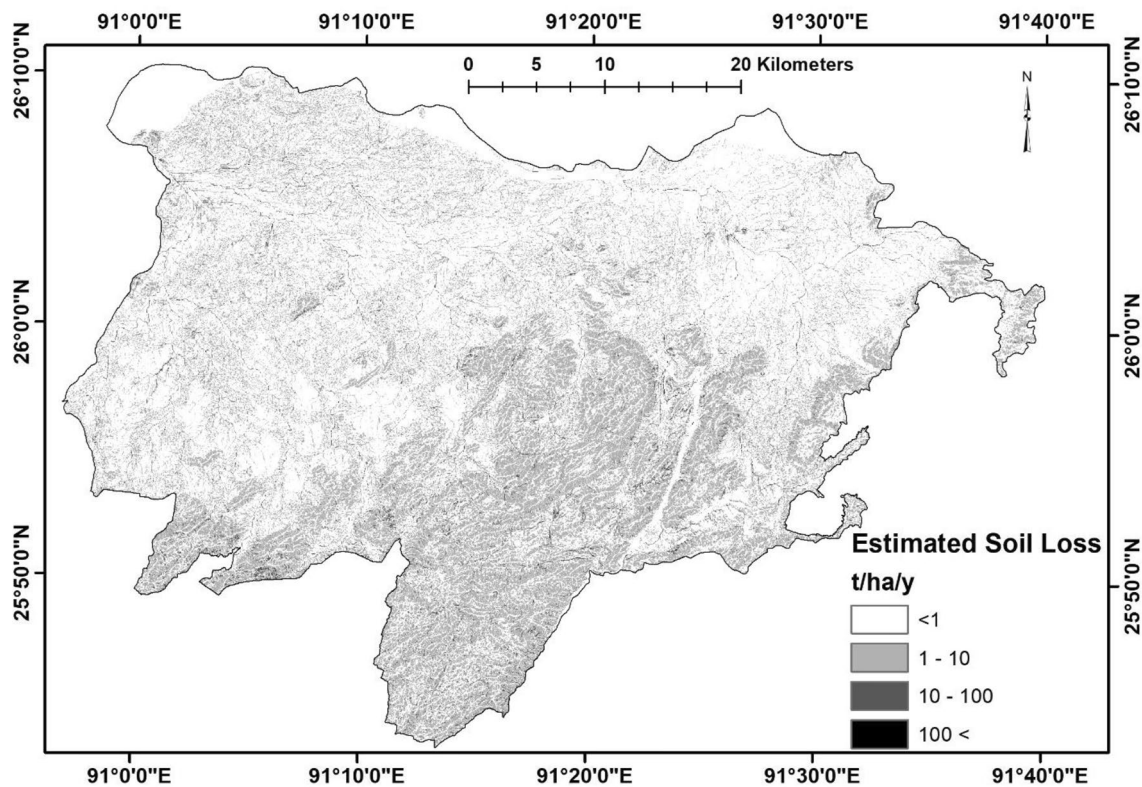 91°0'0"E 91°10'0"E 91°20'0"E 91°30'0"E 91°40'0"E
0 5 10 20 Kilometers
N
26°10'0"N 26°10'0"N
26°0'0"N 26°0'0"N
25°50'0"N 25°50'0"N
Estimated Soil Loss
t/ha/y
<1
1 - 10
10 - 100
100 <
91°0'0"E 91°10'0"E 91°20'0"E 91°30'0"E 91°40'0"E